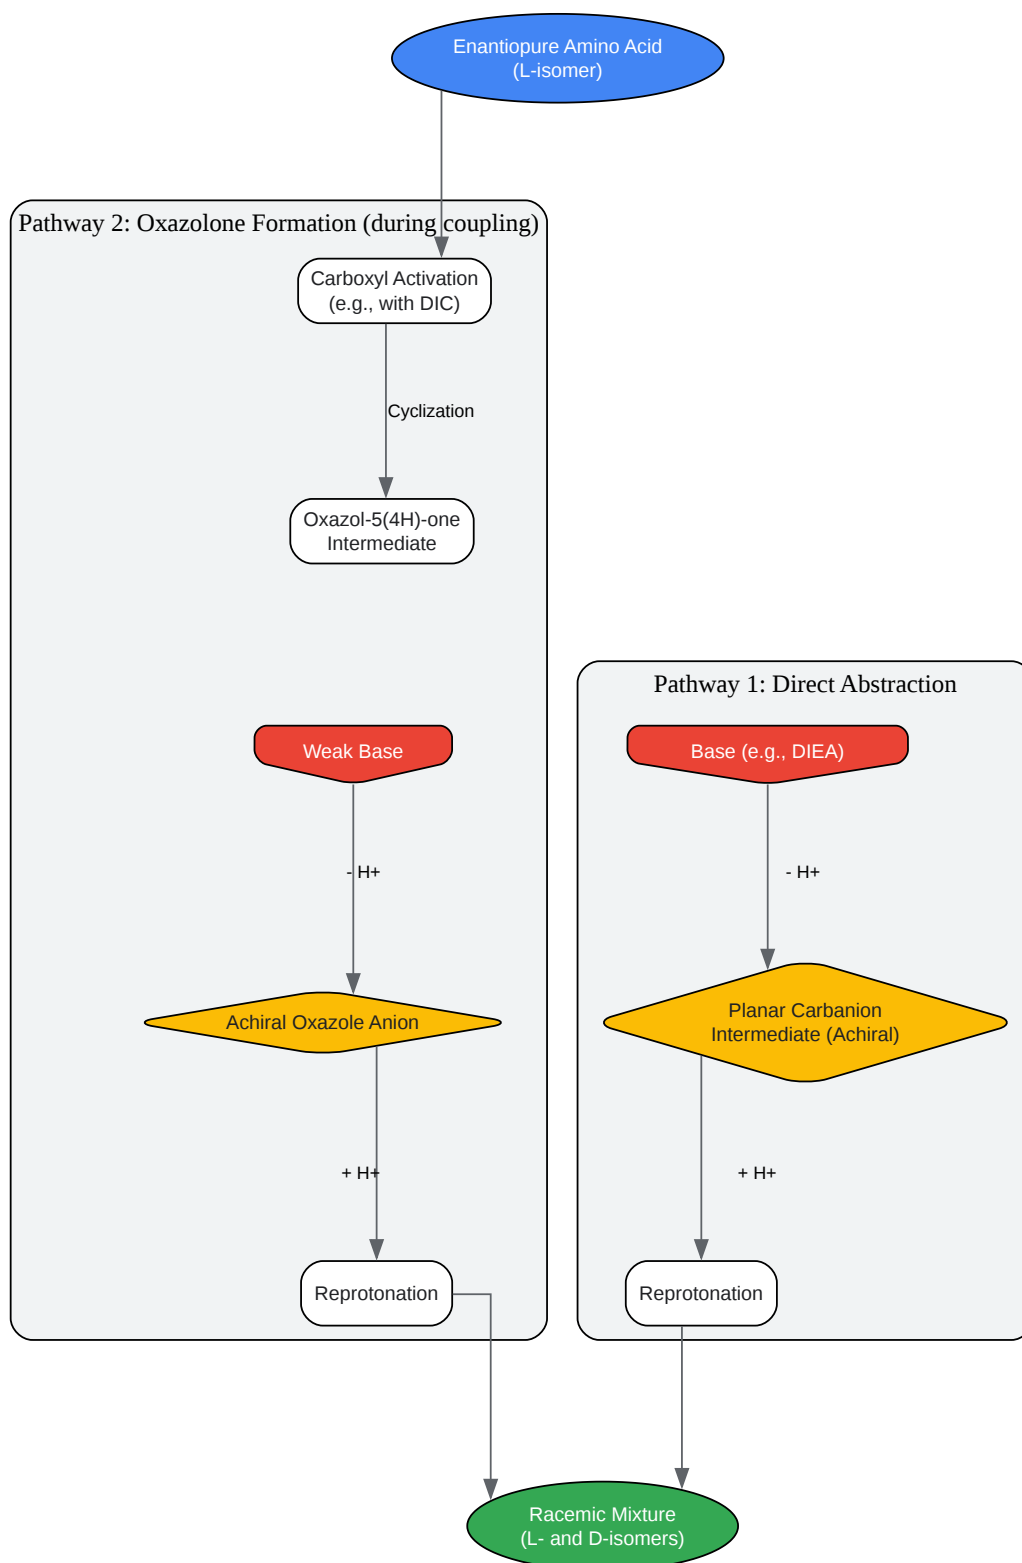 Enantiopure Amino Acid
(L-isomer)
Pathway 2: Oxazolone Formation (during coupling)
Carboxyl Activation
(e.g., with DIC)
Cyclization
Oxazol-5(4H)-one
Intermediate
Weak Base
- H+
Achiral Oxazole Anion
+ H+
Reprotonation
Pathway 1: Direct Abstraction
Base (e.g., DIEA)
- H+
Planar Carbanion
Intermediate (Achiral)
+ H+
Reprotonation
Racemic Mixture
(L- and D-isomers)